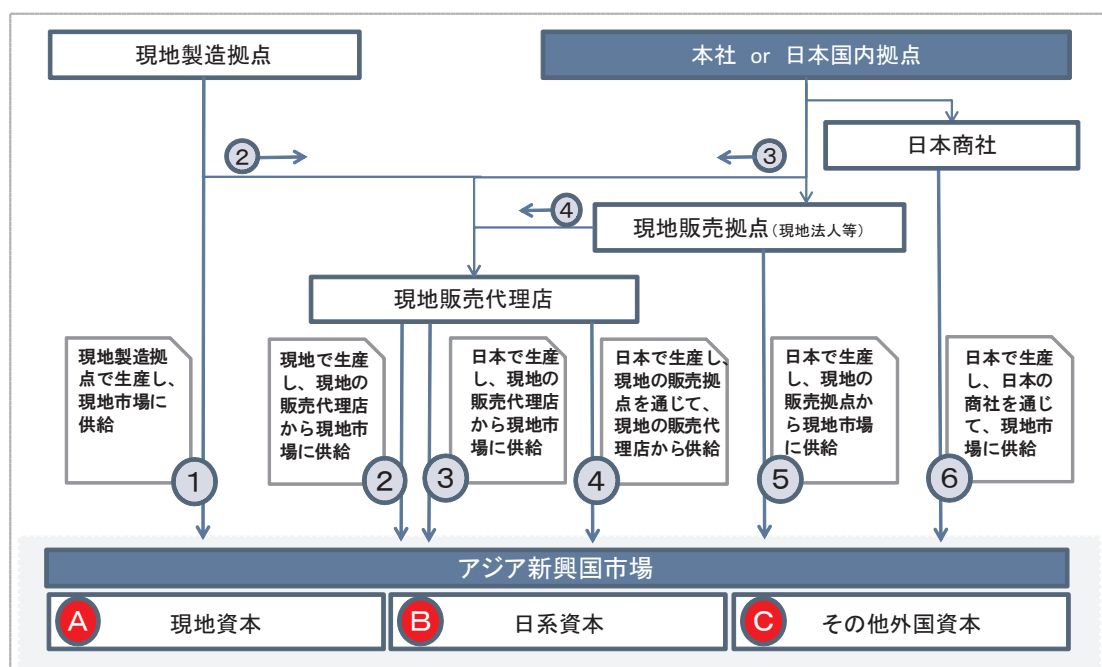 現地製造拠点
本社 or 日本国内拠点
日本商社
②
③
④
現地販売拠点(現地法人等)
現地販売代理店
現地製造拠
点で生産し、
現地市場に
供給
現地で生産
し、現地の
販売代理店
から現地市
場に供給
日本で生産
し、現地の
販売代理店
から現地市
場に供給
日本で生産し、
現地の販売拠
点を通じて、
現地の販売代
理店から供給
日本で生産
し、現地の
販売拠点か
ら現地市場
に供給
日本で生産
し、日本の
商社を通じ
て、現地市
場に供給
①
②
③
④
⑤
⑥
アジア新興国市場
A 現地資本
B 日系資本
C その他外国資本